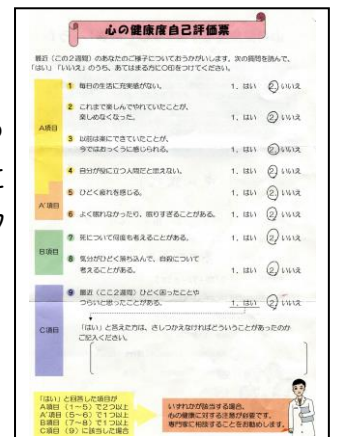 心の健康度自己評価票
最近(この2週間)のあなたのご様子についておうかがいします。次の質問を読んで、
「はい」「いいえ」のうち、あてはまる方に○印をつけてください。
A項目
1 毎日の生活に充実感がない。 1, はい 2, いいえ
2 これまで楽しんでやれていたことが、
楽しめなくなった。 1, はい 2, いいえ
3 以前は楽にできていたことが、
今ではおっくうに感じられる。 1, はい 2, いいえ
4 自分が役に立つ人間だと思えない。 1, はい 2, いいえ
A'項目
5 ひどく疲れを感じる。 1, はい 2, いいえ
6 よく眠れなかったり、眠りすぎることがある。 1, はい 2, いいえ
B項目
7 死について何度も考えることがある。 1, はい 2, いいえ
8 気分がひどく落ち込んで、自殺について
考えることがある。 1, はい 2, いいえ
C項目
9 最近(ここ2週間)ひどく困ったことや
つらいと思ったことがある。 1, はい 2, いいえ
「はい」と答えた方は、さしつかえなければどういうことがあったのか
ご記入ください。
「はい」と回答した項目が
A項目(1~5)で2つ以上
A'項目(5~6)で1つ以上
B項目(7~8)で1つ以上
C項目(9)に該当した場合
いずれかが該当する場合、
心の健康に対する注意が必要です。
専門家に相談することをお勧めします。